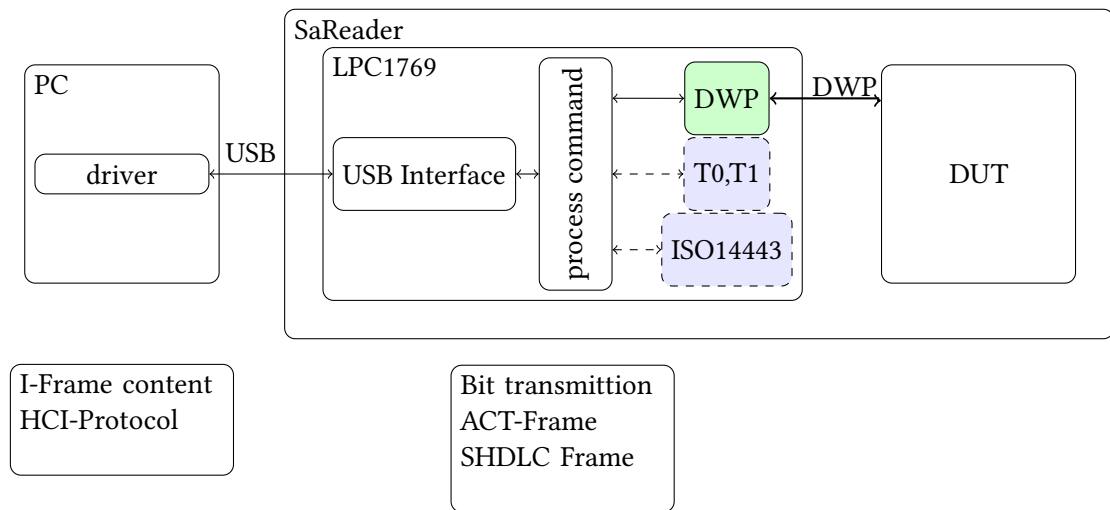 SaReader
LPC1769
PC
DWP
DWP
process command
USB
driver
USB Interface
T0,T1
DUT
ISO14443
I-Frame content
HCI-Protocol
Bit transmittion
ACT-Frame
SHDLC Frame